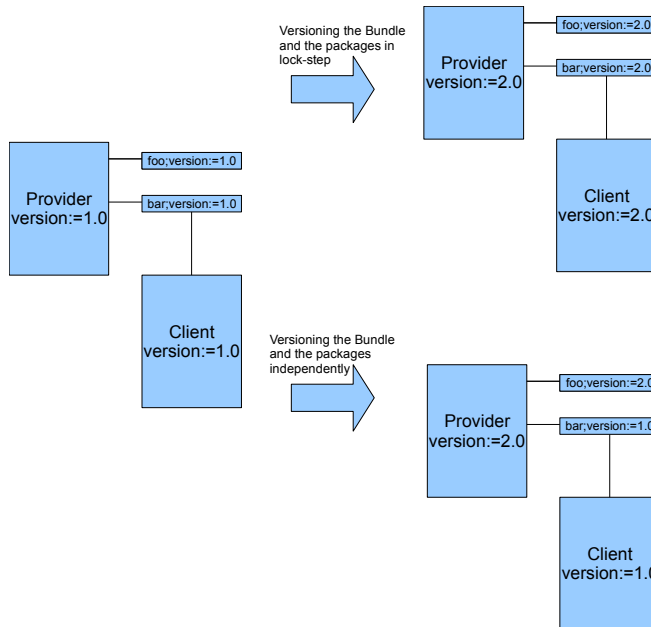 Versioning the Bundle
and the packages in
lock-step
foo;version:=2.0
Provider
version:=2.0
bar;version:=2.0
Client
version:=2.0
foo;version:=1.0
Provider
version:=1.0
bar;version:=1.0
Client
version:=1.0
Versioning the Bundle
and the packages
independently
foo;version:=2.0
Provider
version:=2.0
bar;version:=1.0
Client
version:=1.0